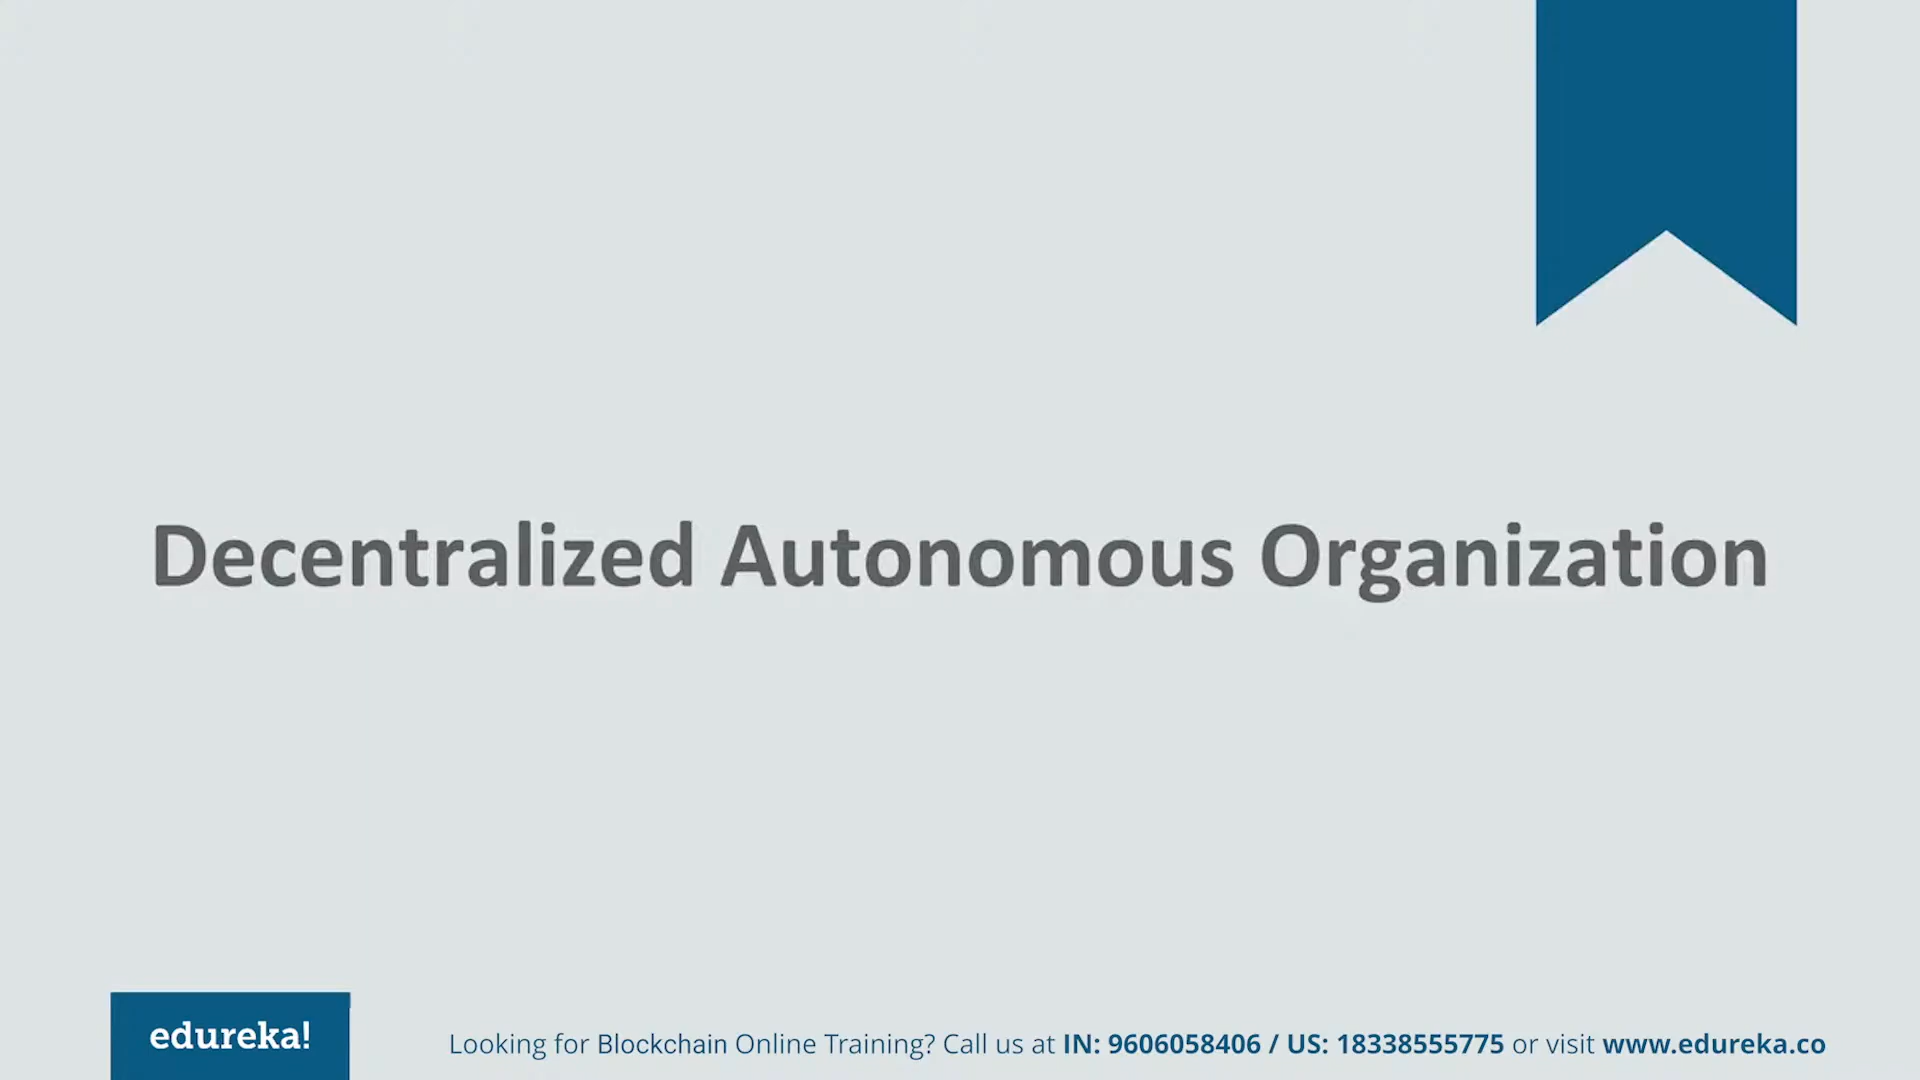 Decentralized Autonomous Organization
edureka!
Looking for Blockchain Online Training? Call us at IN: 9606058406 / US: 18338555775 or visit www.edureka.co